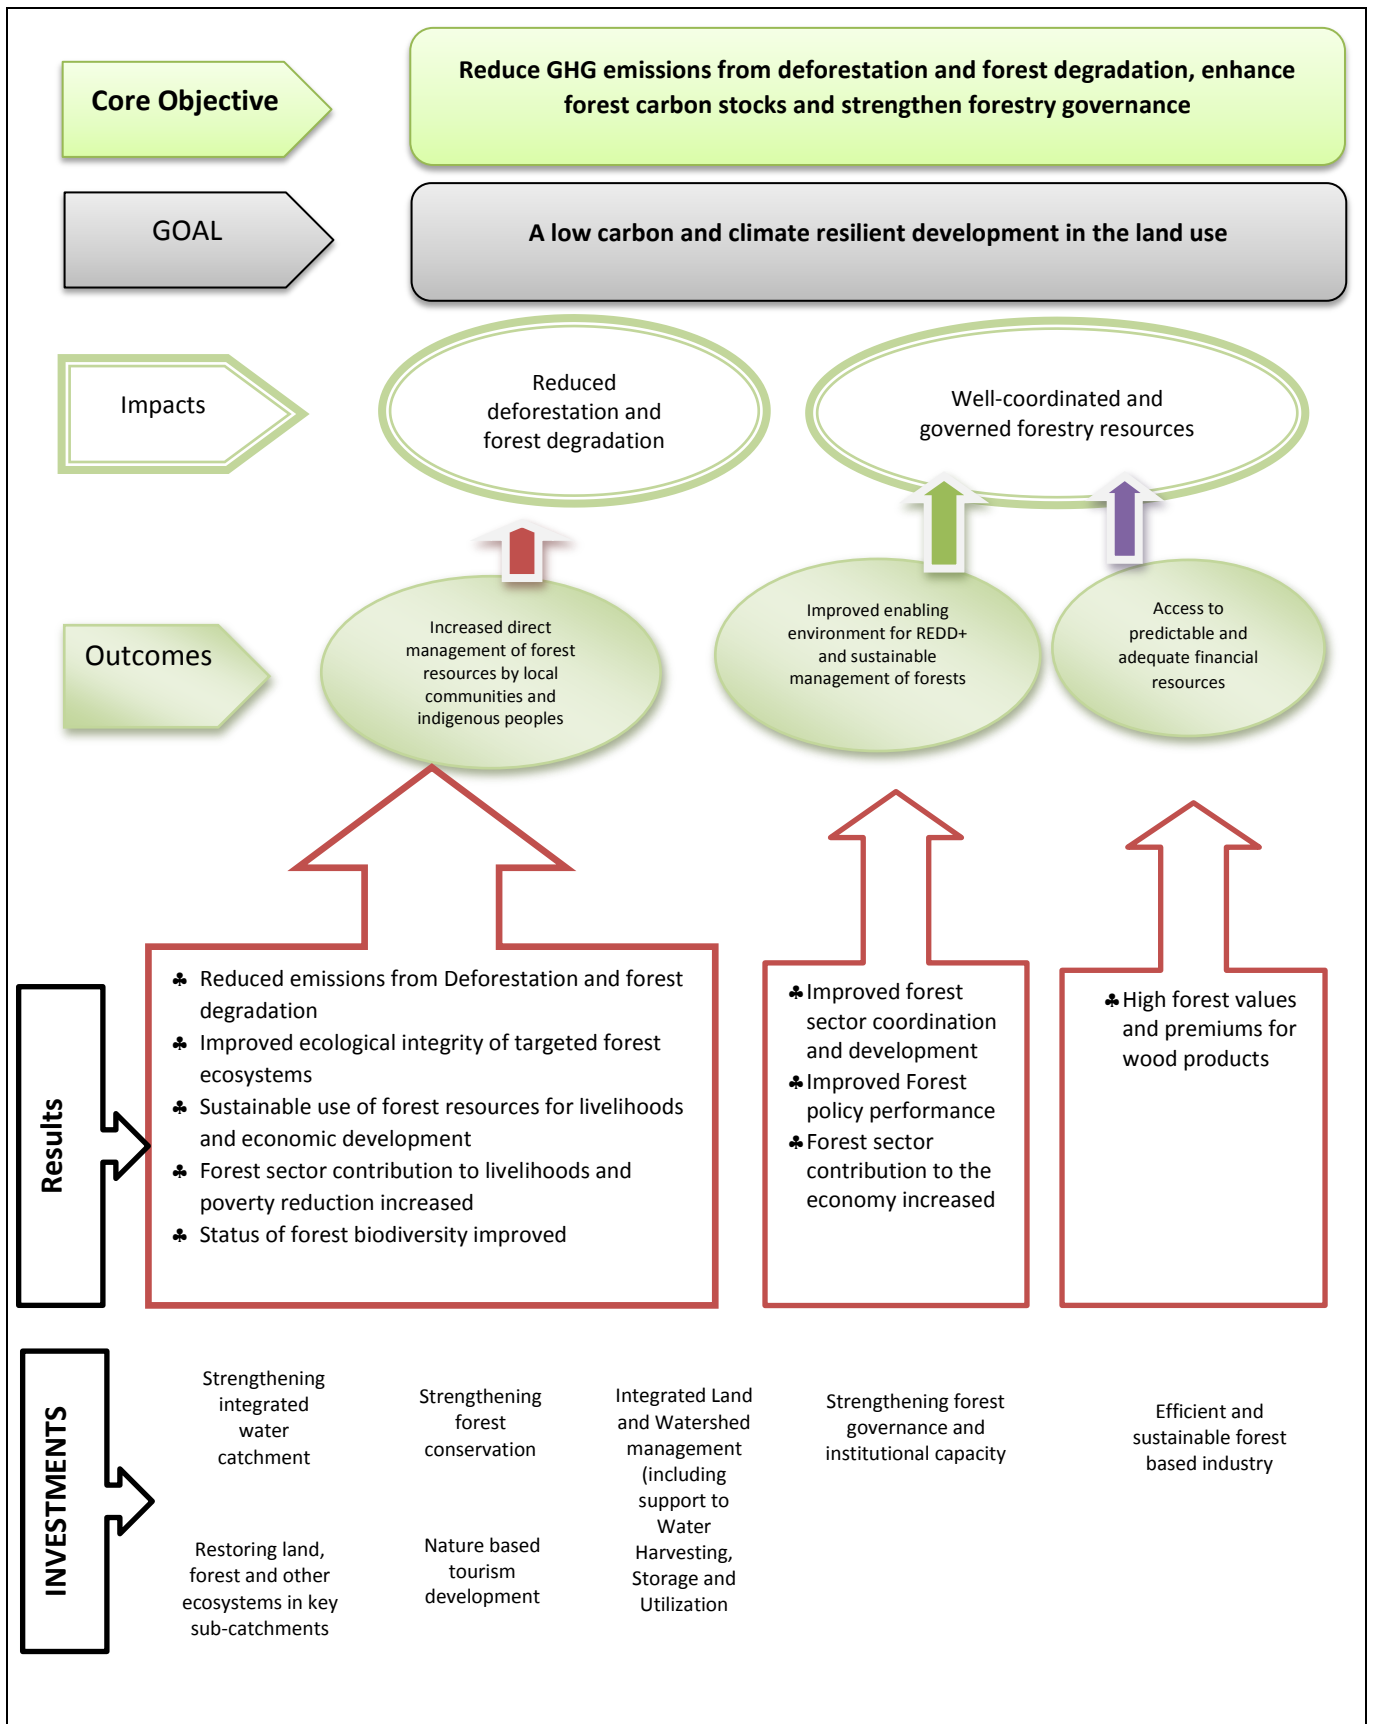 Core Objective
Reduce GHG emissions from deforestation and forest degradation, enhance
forest carbon stocks and strengthen forestry governance
GOAL
A low carbon and climate resilient development in the land use
Impacts
Reduced
deforestation and
forest degradation
Well-coordinated and
governed forestry resources
Outcomes
Increased direct
management of forest
resources by local
communities and
indigenous peoples
Improved enabling
environment for REDD+
and sustainable
management of forests
Access to
predictable and
adequate financial
resources
Results
♣ Reduced emissions from Deforestation and forest
degradation
♣ Improved ecological integrity of targeted forest
ecosystems
♣ Sustainable use of forest resources for livelihoods
and economic development
♣ Forest sector contribution to livelihoods and
poverty reduction increased
♣ Status of forest biodiversity improved
♣ Improved forest
sector coordination
and development
♣ Improved Forest
policy performance
♣ Forest sector
contribution to the
economy increased
♣ High forest values
and premiums for
wood products
INVESTMENTS
Strengthening
integrated
water
catchment
Restoring land,
forest and other
ecosystems in key
sub-catchments
Strengthening
forest
conservation
Nature based
tourism
development
Integrated Land
and Watershed
management
(including
support to
Water
Harvesting,
Storage and
Utilization
Strengthening forest
governance and
institutional capacity
Efficient and
sustainable forest
based industry